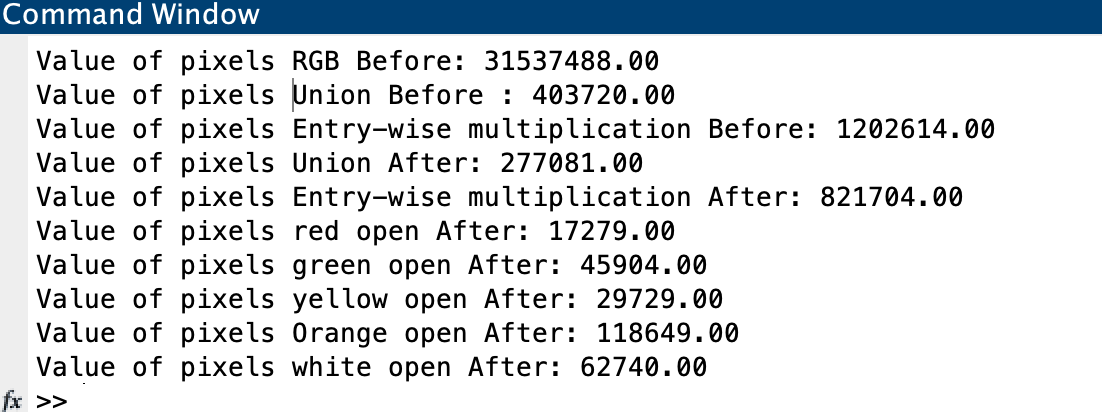 Command Window
Value of pixels RGB Before: 31537488.00
Value of pixels Union Before : 403720.00
Value of pixels Entry-wise multiplication Before: 1202614.00
Value of pixels Union After: 277081.00
Value of pixels Entry-wise multiplication After: 821704.00
Value of pixels red open After: 17279.00
Value of pixels green open After: 45904.00
Value of pixels yellow open After: 29729.00
Value of pixels Orange open After: 118649.00
Value of pixels white open After: 62740.00
fx >>